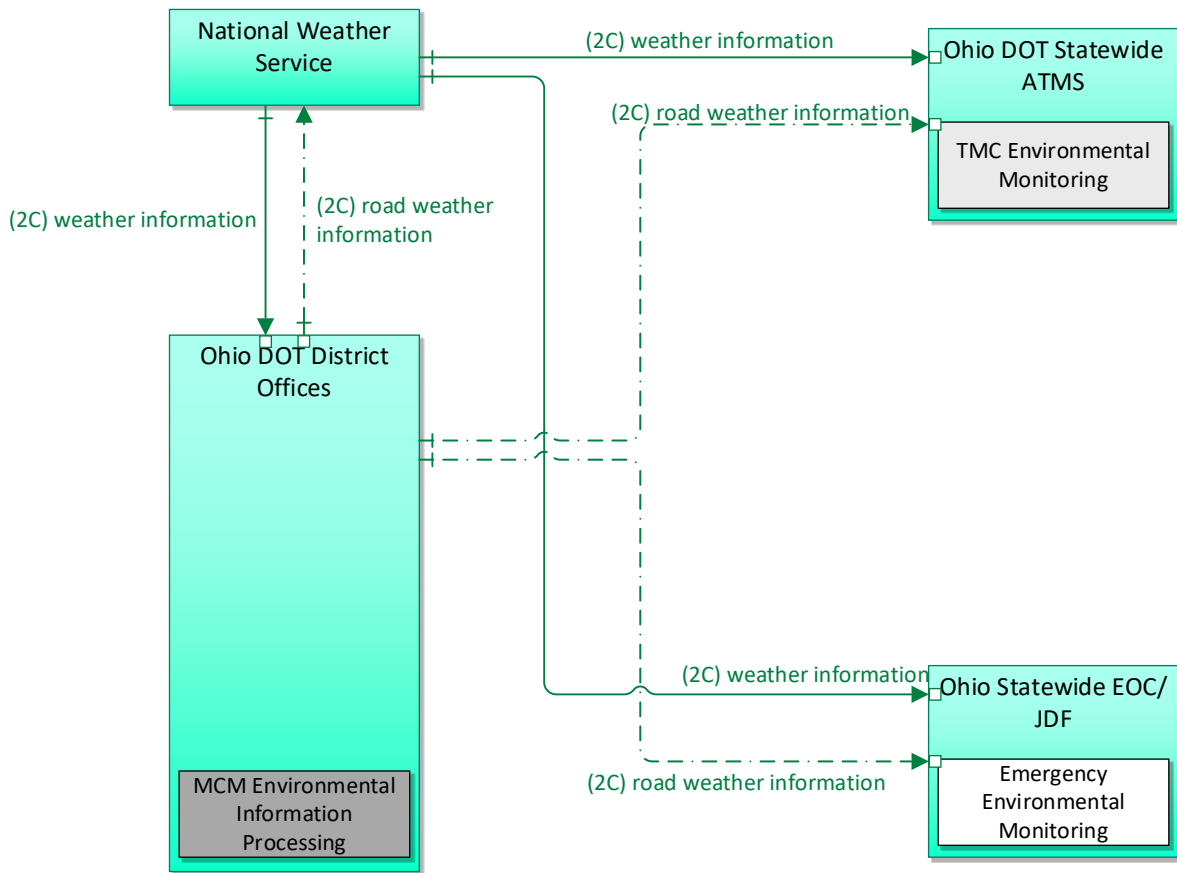 National Weather
Service
(2C) weather information
Ohio DOT Statewide
ATMS
(2C) road weather information
TMC Environmental
Monitoring
(2C) weather information
(2C) road weather
information
Ohio DOT District
Offices
(2C) weather information
Ohio Statewide EOC/
JDF
(2C) road weather information
Emergency
Environmental
Monitoring
MCM Environmental
Information
Processing